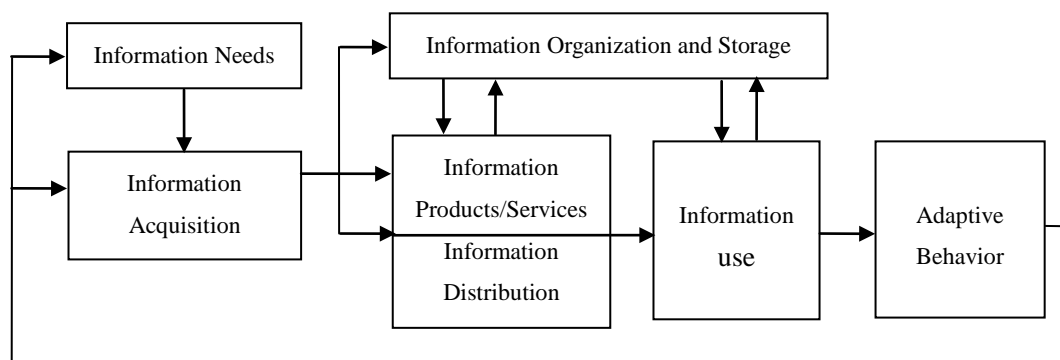 Information Needs
Information Organization and Storage
Information
Acquisition
Information
Products/Services
Information
Distribution
Information
use
Adaptive
Behavior